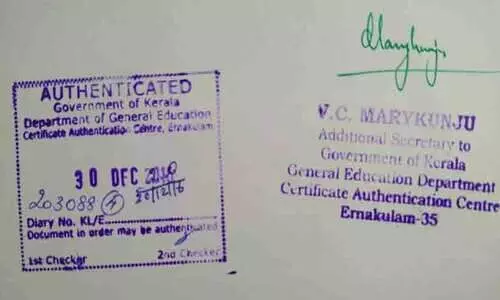 AUTHENTICATED
Government of Kerala
Department of General Education
Certificate Authentication Centre, Ernakulam
30 DEC
203088
Diary No. KL/E
Document in order may be authenticated
1st Checker 2nd Checker
V.C. MARYKUNJU
Additional Secretary to
Government of Kerala
General Education Department
Certificate Authentication Centre
Ernakulam-35